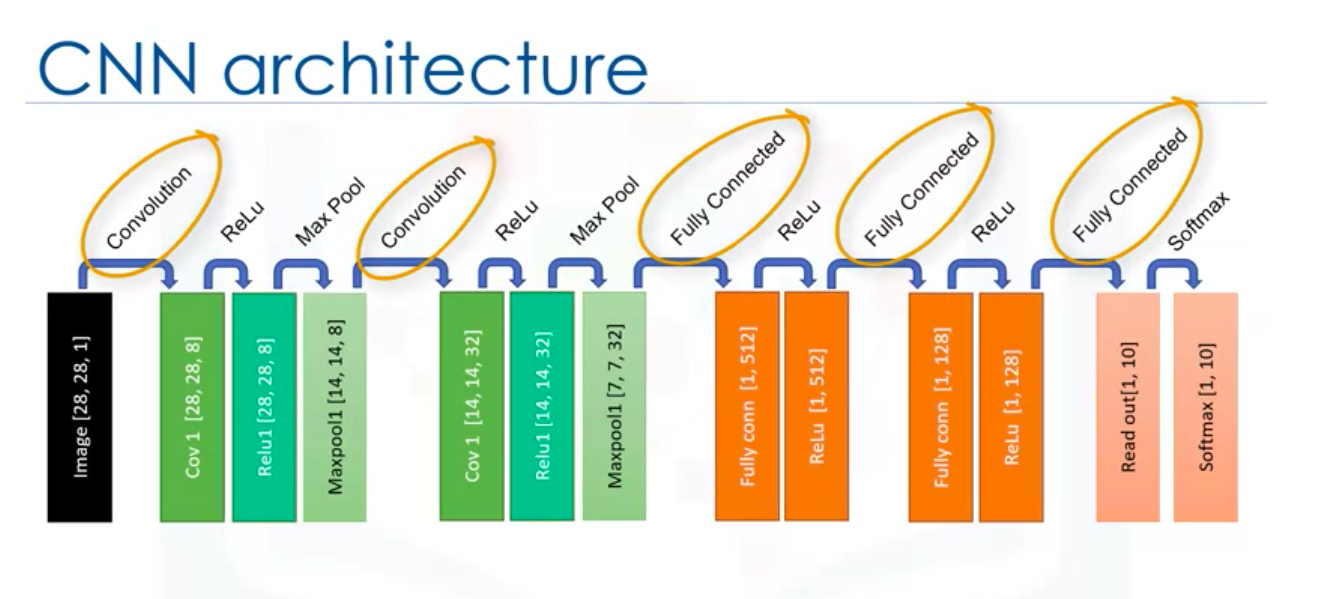 CNN architecture
Convolution
ReLu
Max Pool
Convolution
ReLu
Max Pool
Fully Connected
ReLu
Fully Connected
ReLu
Fully Connected
Softmax
Image [28, 28, 1]
Cov 1 [28, 28, 8]
Relu1 [28, 28, 8]
Maxpool1 [14, 14, 8]
Cov 1 [14, 14, 32]
Relu1 [14, 14, 32]
Maxpool1 [7, 7, 32]
Fully conn [1, 512]
ReLu [1, 512]
Fully conn [1, 128]
ReLu [1, 128]
Read out[1, 10]
Softmax [1, 10]